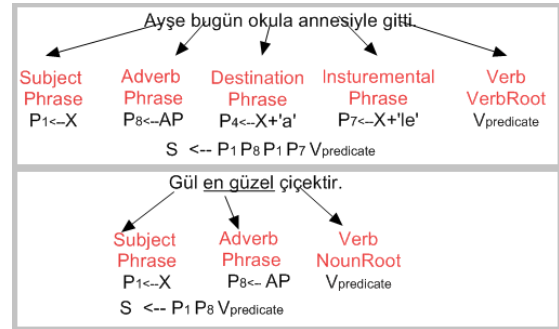 Ayşe bugün okula annesiyle gitti.
Subject Adverb Destination Insturemental Verb
Phrase Phrase Phrase Phrase VerbRoot
P1<--X P8<--AP P4<--X+'a' P7<--X+'le' Vpredicate
S <-- P1 P8 P1 P7 Vpredicate
Gül en güzel çiçektir.
Subject Adverb Verb
Phrase Phrase NounRoot
P1<--X P8<-- AP Vpredicate
S <-- P1 P8 Vpredicate